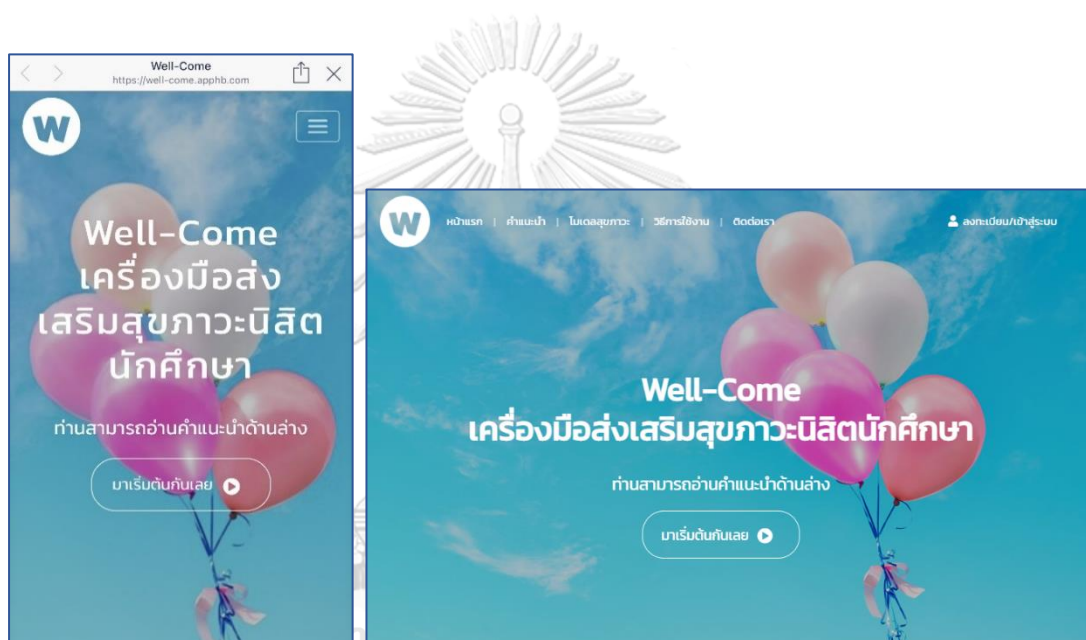 Well-Come
https://well-come.apphb.com
W
Well-Come
เครื่องมือส่ง
เสริมสุขภาวะนิสิต
นักศึกษา
ท่านสามารถอ่านคำแนะนำด้านล่าง
มาเริ่มต้นกันเลย
W
หน้าแรก | คำแนะนำ | โมเดลสุขภาวะ | วิธีการใช้งาน | ติดต่อเรา
ลงทะเบียน/เข้าสู่ระบบ
Well-Come
เครื่องมือส่งเสริมสุขภาวะนิสิตนักศึกษา
ท่านสามารถอ่านคำแนะนำด้านล่าง
มาเริ่มต้นกันเลย